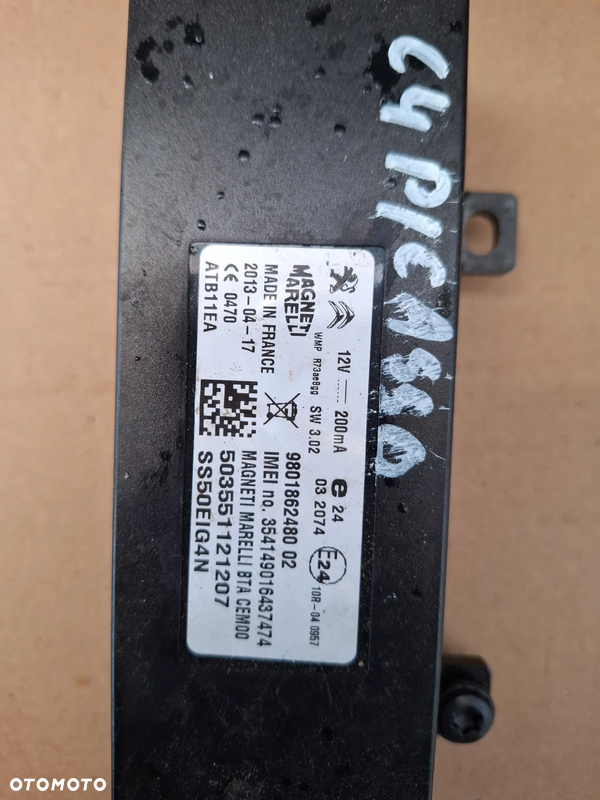 C4 PICASSO
12V 200mA e 24
03 2074 E24
WMP R73ae8gg SW 3.02 10R-04 0957
MAGNETI
MARELLI
9801862480 02
MADE IN FRANCE
IMEI no. 354149016437474
2013-04-17
MAGNETI MARELLI BTA CEM00
CE 0470
503551121207
ATB11EA
SS50EIG4N
OTOMOTO